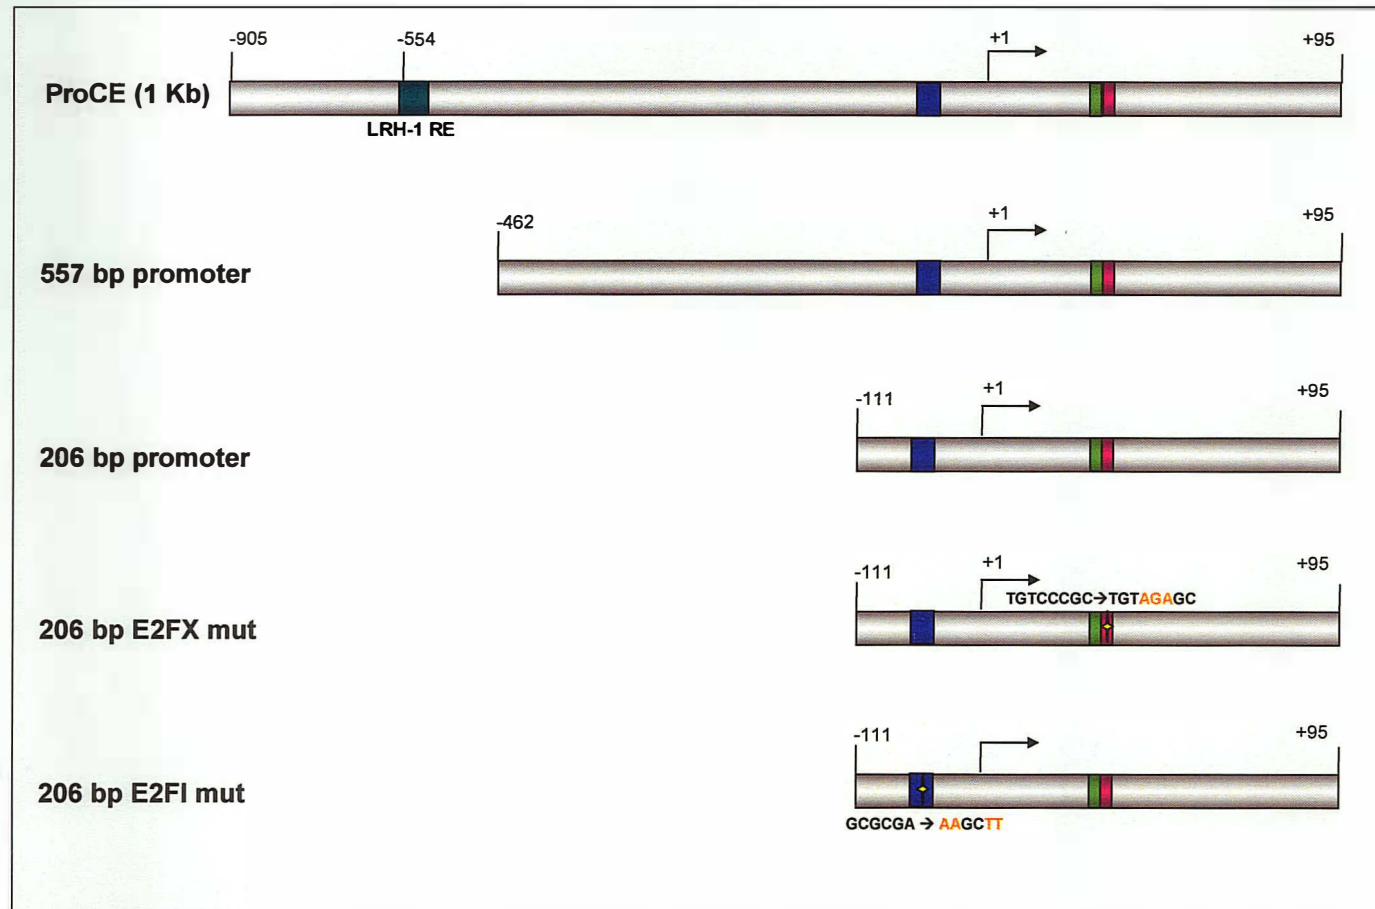 -905 -554 +1 +95
ProCE (1 Kb)
LRH-1 RE
-462 +1 +95
557 bp promoter
-111 +1 +95
206 bp promoter
-111 +1 +95
TGTCCCGC→TGTAGAGC
206 bp E2FX mut
-111 +95
206 bp E2FI mut
GCGCGA → AAGCTT